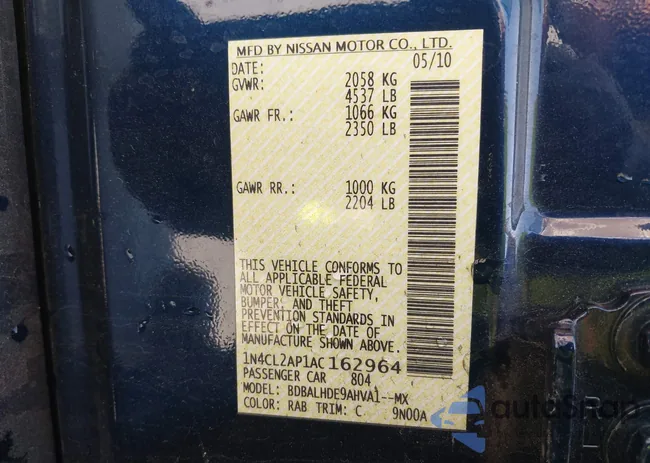 MFD BY NISSAN MOTOR CO., LTD.
DATE: 05/10
GVWR: 2058 KG
4537 LB
GAWR FR.: 1066 KG
2350 LB
GAWR RR.: 1000 KG
2204 LB
THIS VEHICLE CONFORMS TO
ALL APPLICABLE FEDERAL
MOTOR VEHICLE SAFETY,
BUMPER, AND THEFT
PREVENTION STANDARDS IN
EFFECT ON THE DATE OF
MANUFACTURE SHOWN ABOVE.
1N4CL2AP1AC162964
PASSENGER CAR 804
MODEL: BDBALHDE9AHVA1--MX
COLOR: RAB TRIM: C 9N00A